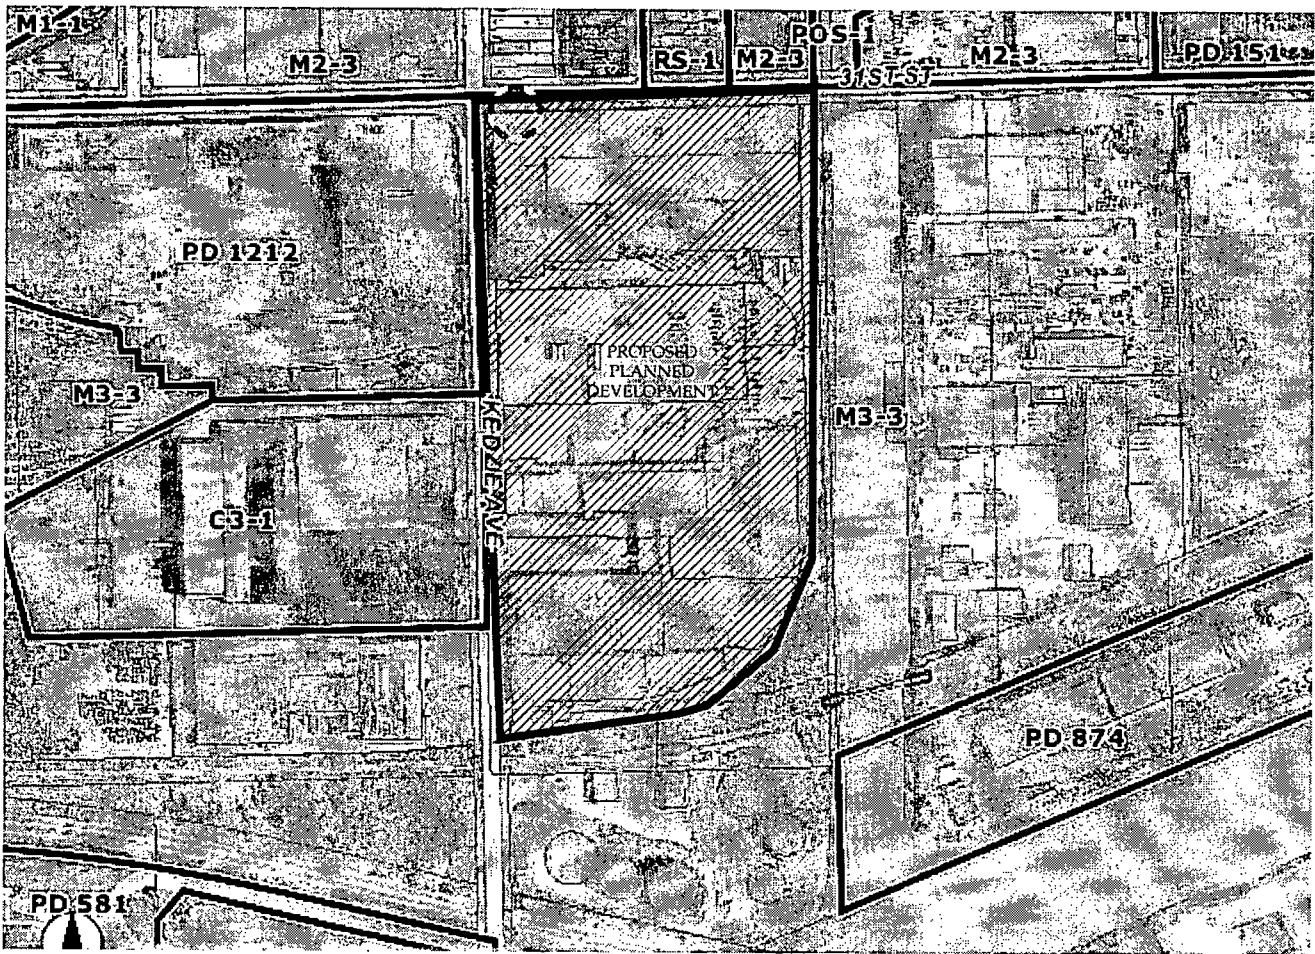 M1-1
M2-3
RS-1
M2-3
POS-1
M2-3
PD 151
31ST ST
PD 1212
PROPOSED
PLANNED
DEVELOPMENT
M3-3
KEDZIE AVE
M3-3
C3-1
PD 874
PD 581